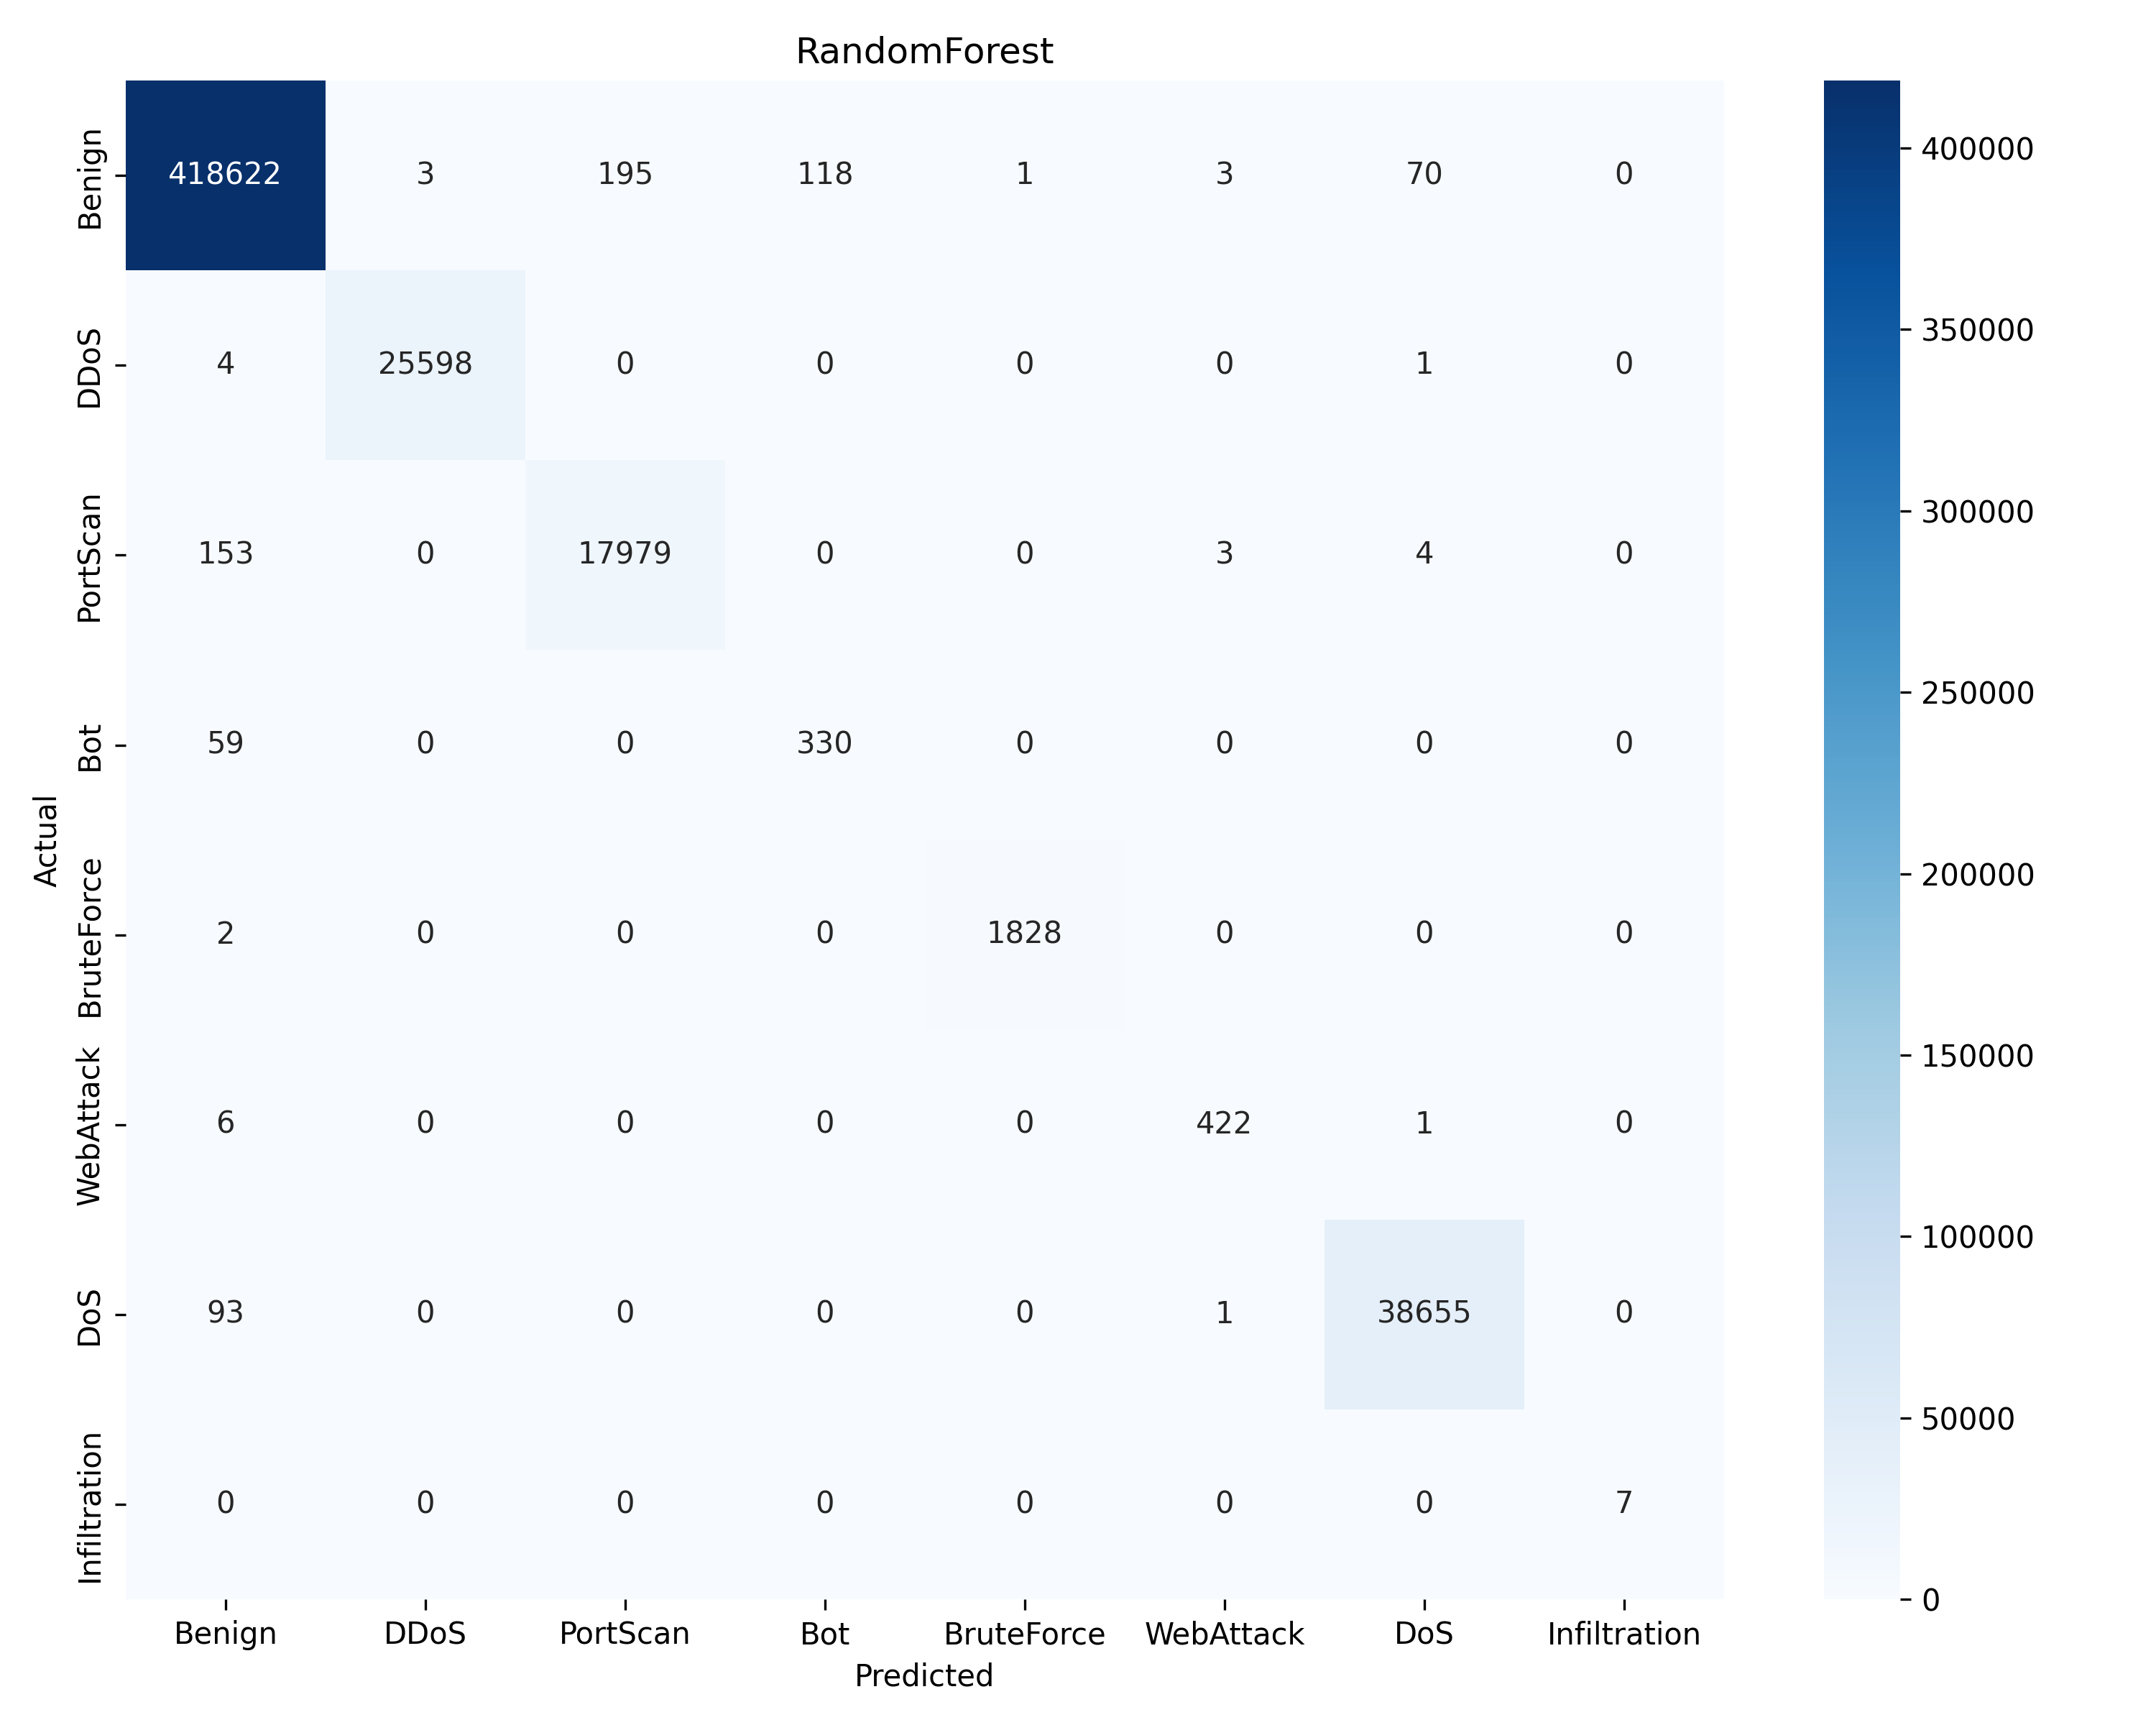 RandomForest
Benign 418622 3 195 118 1 3 70 0
DDoS 4 25598 0 0 0 0 1 0
PortScan 153 0 17979 0 0 3 4 0
Bot 59 0 0 330 0 0 0 0
BruteForce 2 0 0 0 1828 0 0 0
WebAttack 6 0 0 0 0 422 1 0
DoS 93 0 0 0 0 1 38655 0
Infiltration 0 0 0 0 0 0 0 7
Actual
Benign DDoS PortScan Bot BruteForce WebAttack DoS Infiltration
Predicted
400000
350000
300000
250000
200000
150000
100000
50000
0